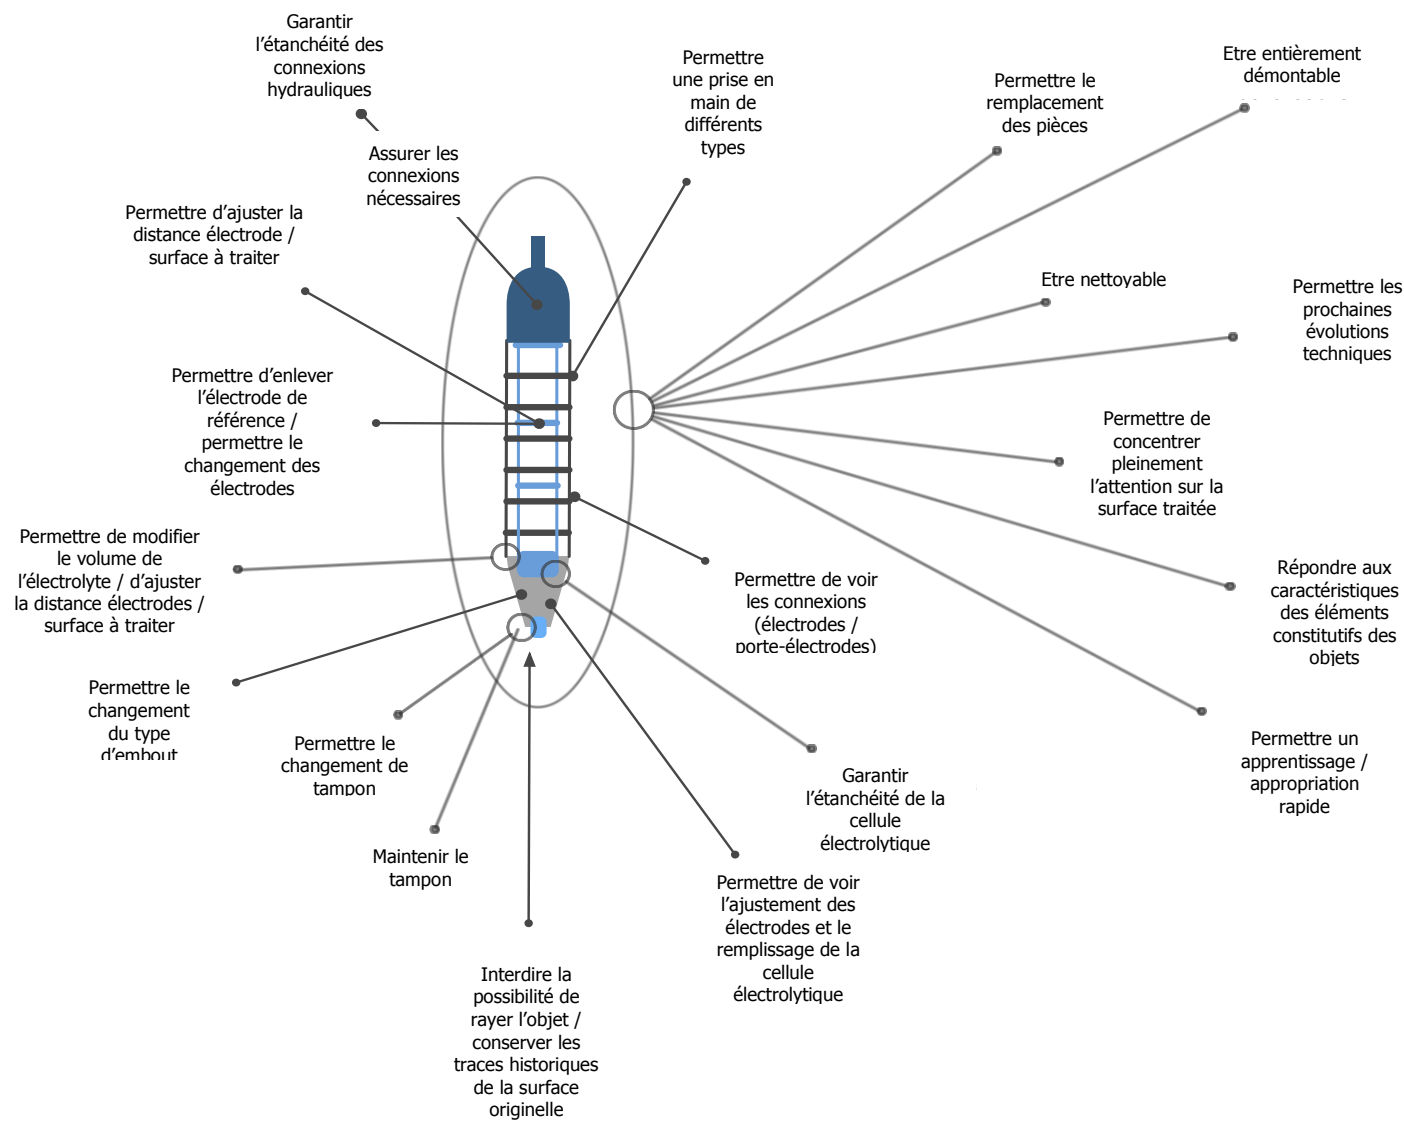 Garantir
l’étanchéité des
connexions
hydrauliques
Assurer les
connexions
nécessaires
Permettre
une prise en
main de
différents
types
Permettre le
remplacement
des pièces
Etre entièrement
démontable
Permettre d’ajuster la
distance électrode /
surface à traiter
Etre nettoyable
Permettre les
prochaines
évolutions
techniques
Permettre d’enlever
l’électrode de
référence /
permettre le
changement des
électrodes
Permettre de
concentrer
pleinement
l’attention sur la
surface traitée
Permettre de modifier
le volume de
l’électrolyte / d’ajuster
la distance électrodes /
surface à traiter
Permettre de voir
les connexions
(électrodes /
porte-électrodes)
Répondre aux
caractéristiques
des éléments
constitutifs des
objets
Permettre le
changement
du type
d’embout
Permettre le
changement de
tampon
Garantir
l’étanchéité de la
cellule
électrolytique
Permettre un
apprentissage /
appropriation
rapide
Maintenir le
tampon
Permettre de voir
l’ajustement des
électrodes et le
remplissage de la
cellule
électrolytique
Interdire la
possibilité de
rayer l’objet /
conserver les
traces historiques
de la surface
originelle